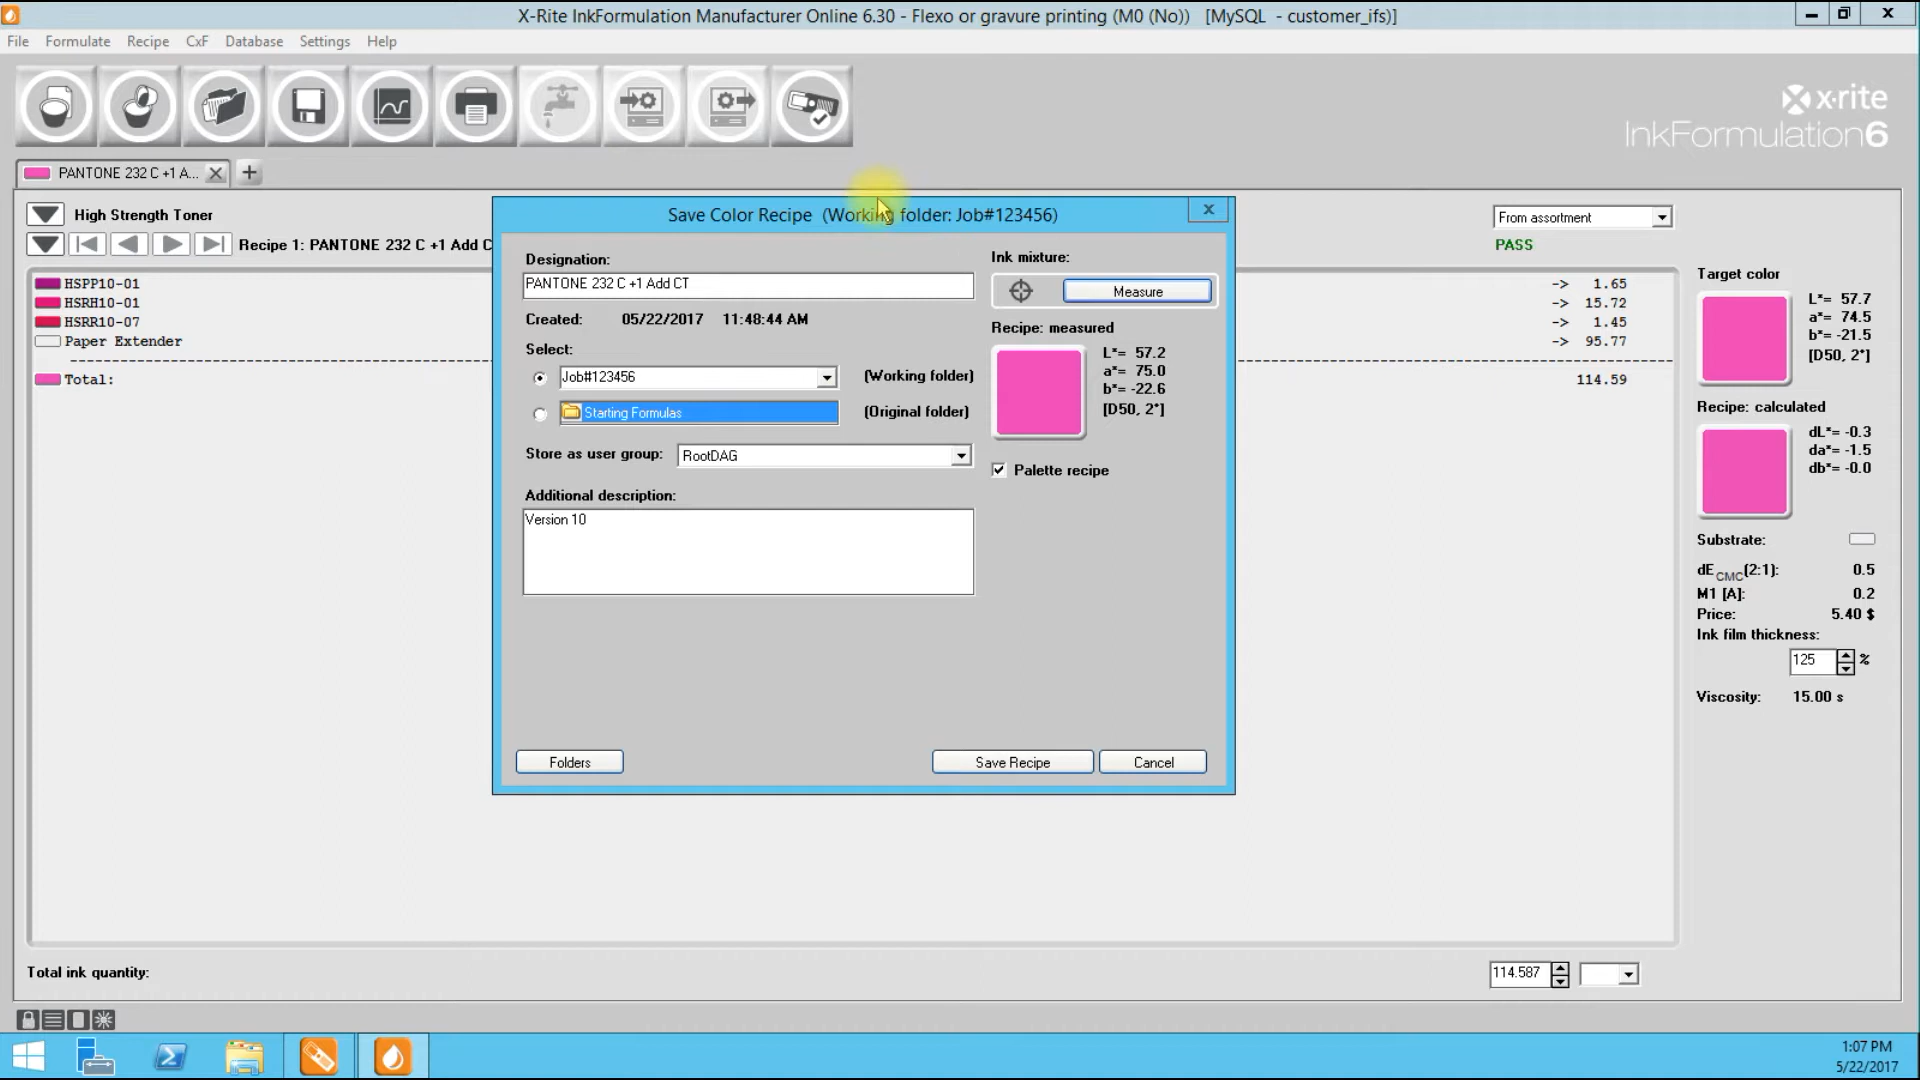 X-Rite InkFormulation Manufacturer Online 6.30 - Flexo or gravure printing (M0 (No)) [MySQL - customer_ifs)]
File Formulate Recipe CxF Database Settings Help
x·rite
InkFormulation6
PANTONE 232 C +1 A...
High Strength Toner
Recipe 1: PANTONE 232 C +1 Add C
HSPP10-01 -> 1.65
HSRH10-01 -> 15.72
HSRR10-07 -> 1.45
Paper Extender -> 95.77
Total: 114.59
Save Color Recipe (Working folder: Job#123456)
Designation:
PANTONE 232 C +1 Add CT
Created: 05/22/2017 11:48:44 AM
Select:
Job#123456 (Working folder)
Starting Formulas (Original folder)
Store as user group: RootDAG
Additional description:
Version 10
Ink mixture:
Measure
Recipe: measured
L*= 57.2
a*= 75.0
b*= -22.6
[D50, 2°]
Palette recipe
Folders
Save Recipe
Cancel
From assortment
PASS
Target color
L*= 57.7
a*= 74.5
b*= -21.5
[D50, 2°]
Recipe: calculated
dL*= -0.3
da*= -1.5
db*= -0.0
Substrate:
dE CMC(2:1): 0.5
M1 [A]: 0.2
Price: 5.40 $
Ink film thickness:
125 %
Viscosity: 15.00 s
Total ink quantity: 114.587
1:07 PM
5/22/2017